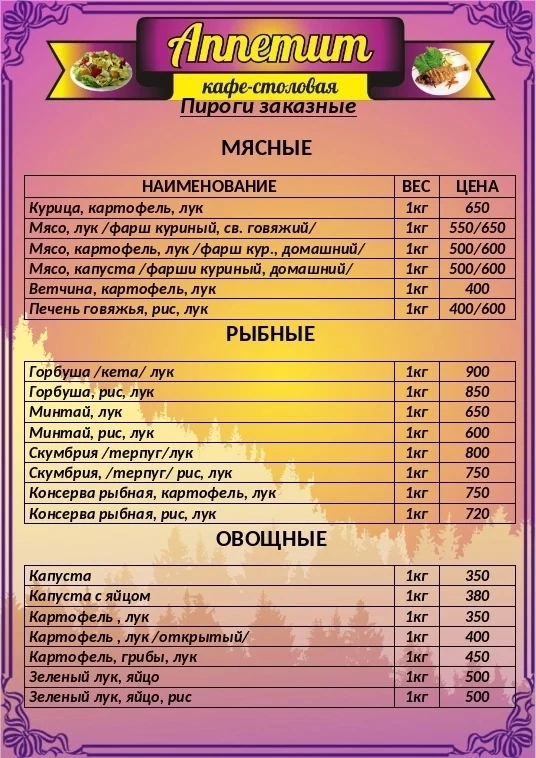 Аппетит
кафе-столовая
Пироги заказные
МЯСНЫЕ
НАИМЕНОВАНИЕ ВЕС ЦЕНА
Курица, картофель, лук 1кг 650
Мясо, лук /фарш куриный, св. говяжий/ 1кг 550/650
Мясо, картофель, лук /фарш кур., домашний/ 1кг 500/600
Мясо, капуста /фарши куриный, домашний/ 1кг 500/600
Ветчина, картофель, лук 1кг 400
Печень говяжья, рис, лук 1кг 400/600
РЫБНЫЕ
Горбуша /кета/ лук 1кг 900
Горбуша, рис, лук 1кг 850
Минтай, лук 1кг 650
Минтай, рис, лук 1кг 600
Скумбрия /терпуг/лук 1кг 800
Скумбрия, /терпуг/ рис, лук 1кг 750
Консерва рыбная, картофель, лук 1кг 750
Консерва рыбная, рис, лук 1кг 720
ОВОЩНЫЕ
Капуста 1кг 350
Капуста с яйцом 1кг 380
Картофель , лук 1кг 350
Картофель , лук /открытый/ 1кг 400
Картофель, грибы, лук 1кг 450
Зеленый лук, яйцо 1кг 500
Зеленый лук, яйцо, рис 1кг 500